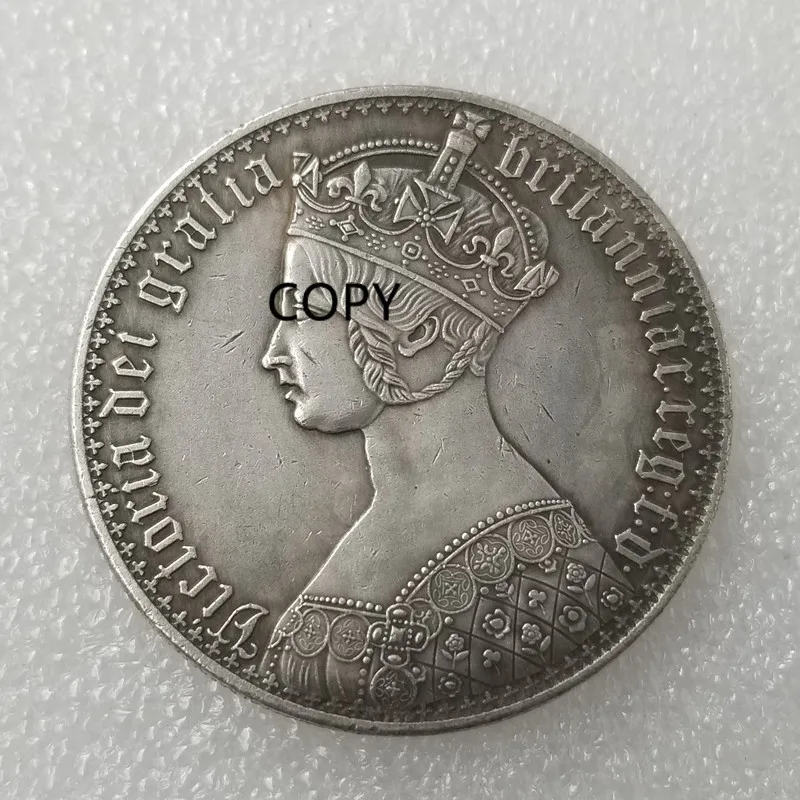 Victoria dei gratia
britanniar reg: f: d.
COPY